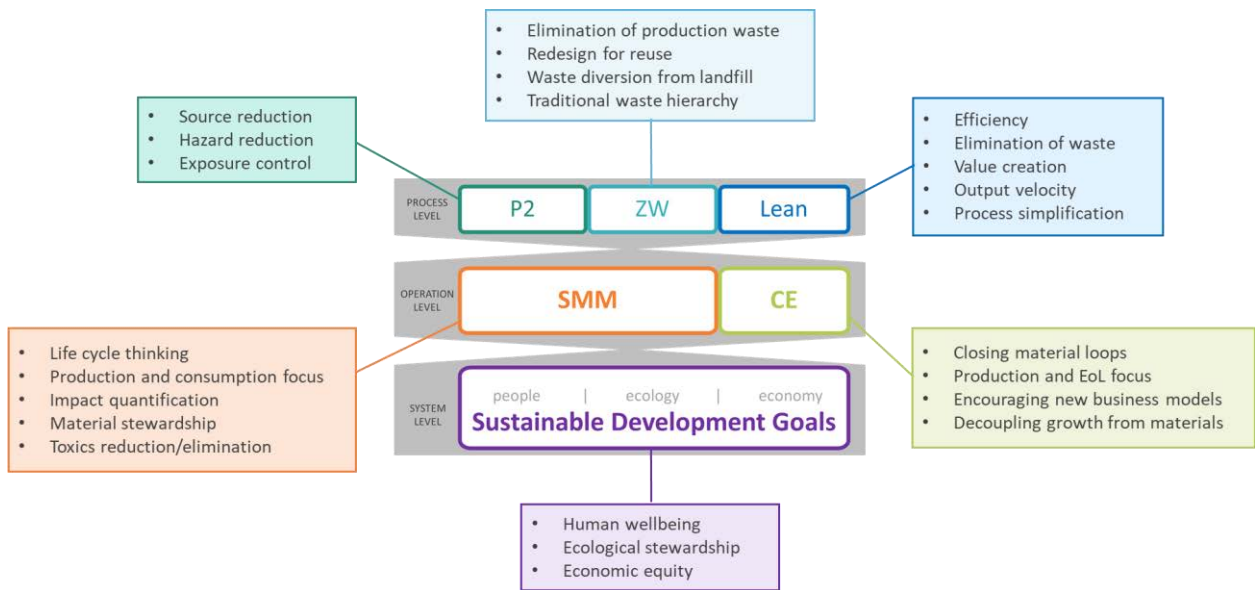 • Elimination of production waste
• Redesign for reuse
• Waste diversion from landfill
• Traditional waste hierarchy
• Source reduction
• Hazard reduction
• Exposure control
• Efficiency
• Elimination of waste
• Value creation
• Output velocity
• Process simplification
PROCESS
LEVEL
P2
ZW
Lean
OPERATION
LEVEL
SMM
CE
• Life cycle thinking
• Production and consumption focus
• Impact quantification
• Material stewardship
• Toxics reduction/elimination
• Closing material loops
• Production and EoL focus
• Encouraging new business models
• Decoupling growth from materials
SYSTEM
LEVEL
people | ecology | economy
Sustainable Development Goals
• Human wellbeing
• Ecological stewardship
• Economic equity